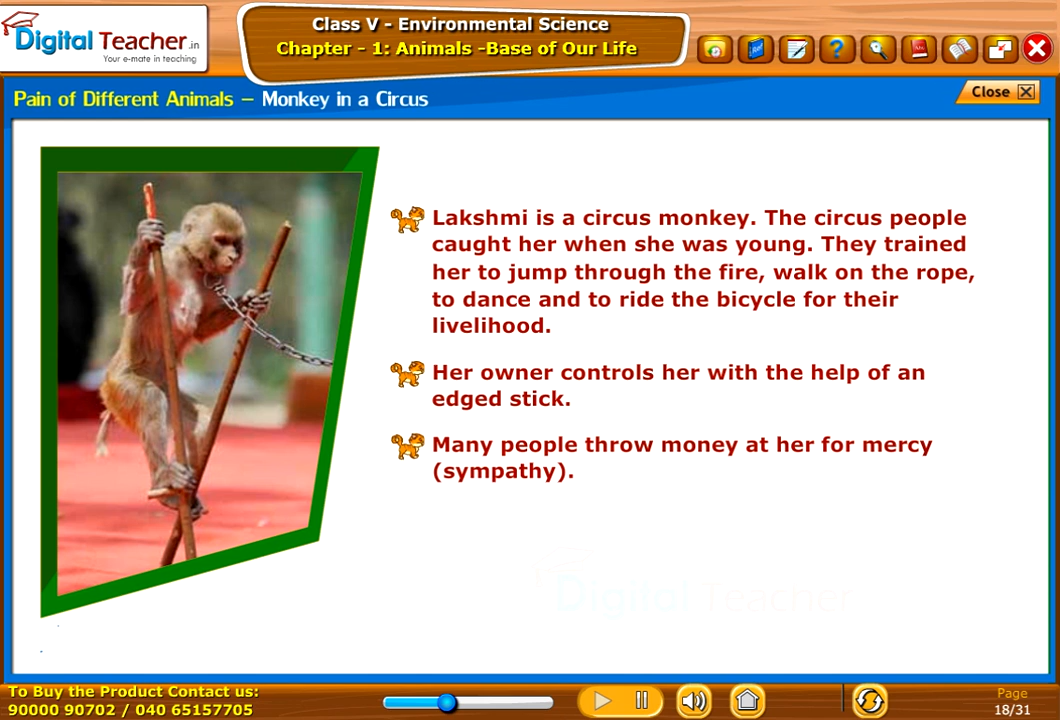 Digital Teacher.in
Your e-mate in teaching
Class V - Environmental Science
Chapter - 1: Animals -Base of Our Life
Pain of Different Animals – Monkey in a Circus
Close
Lakshmi is a circus monkey. The circus people
caught her when she was young. They trained
her to jump through the fire, walk on the rope,
to dance and to ride the bicycle for their
livelihood.
Her owner controls her with the help of an
edged stick.
Many people throw money at her for mercy
(sympathy).
Digital Teacher
To Buy the Product Contact us:
90000 90702 / 040 65157705
Page
18/31